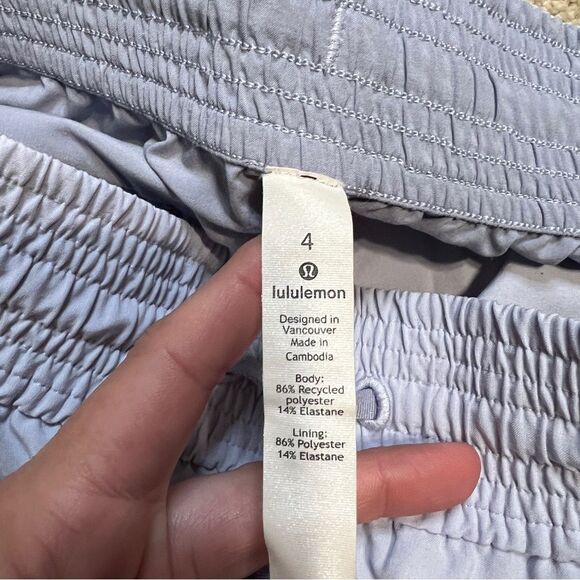 4
lululemon
Designed in
Vancouver
Made in
Cambodia
Body:
86% Recycled
polyester
14% Elastane
Lining:
86% Polyester
14% Elastane